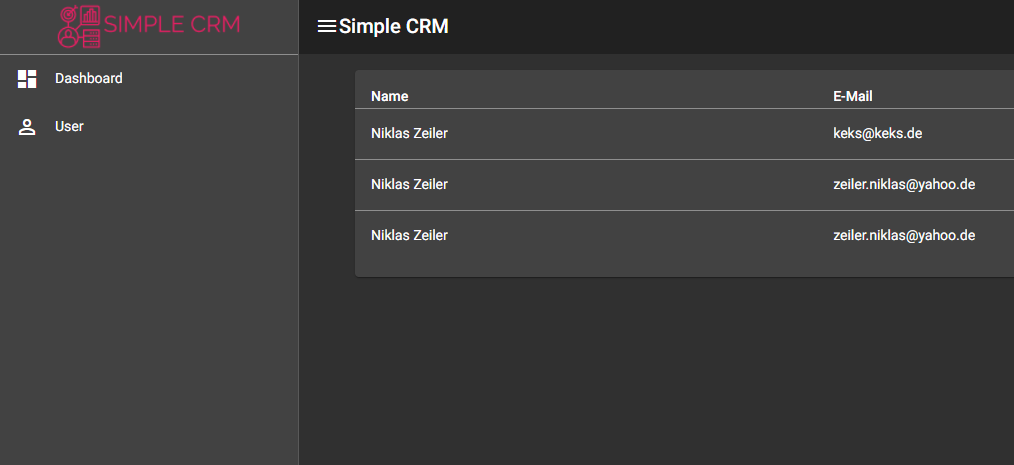 SIMPLE CRM
Simple CRM
Dashboard
User
Name E-Mail
Niklas Zeiler keks@keks.de
Niklas Zeiler zeiler.niklas@yahoo.de
Niklas Zeiler zeiler.niklas@yahoo.de